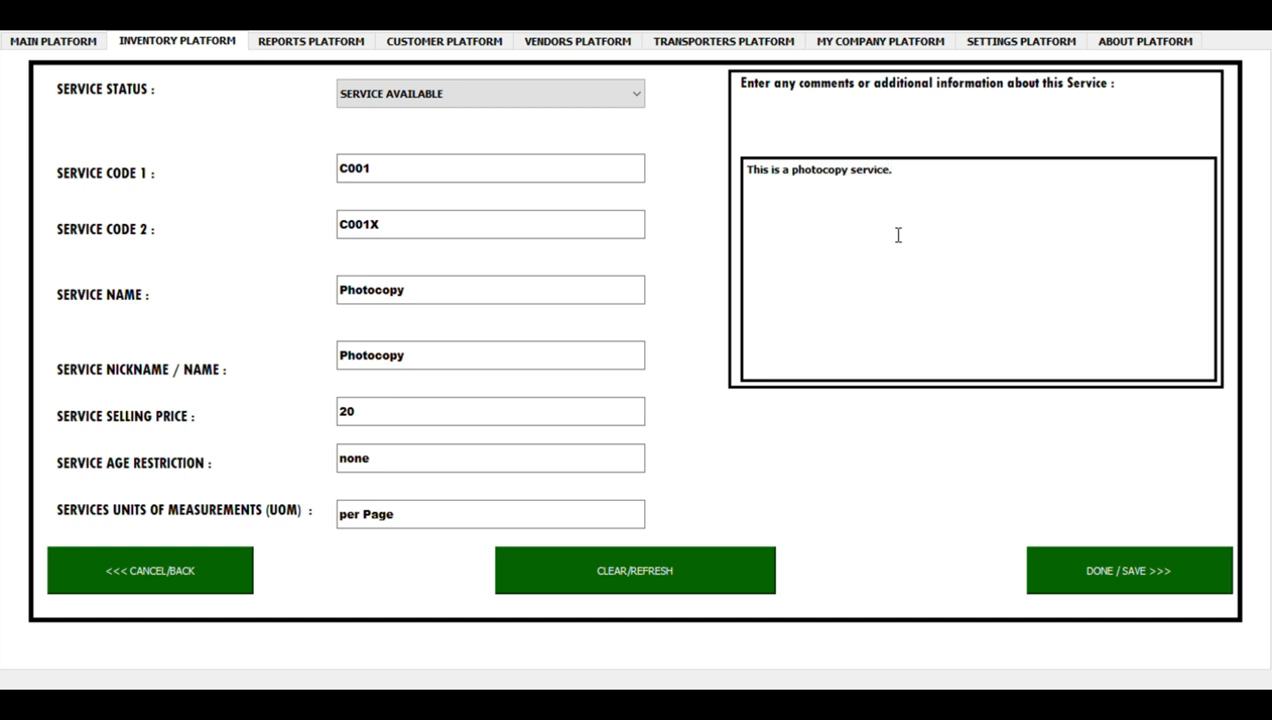 MAIN PLATFORM INVENTORY PLATFORM REPORTS PLATFORM CUSTOMER PLATFORM VENDORS PLATFORM TRANSPORTERS PLATFORM MY COMPANY PLATFORM SETTINGS PLATFORM ABOUT PLATFORM
SERVICE STATUS :
SERVICE AVAILABLE
SERVICE CODE 1 :
C001
SERVICE CODE 2 :
C001X
SERVICE NAME :
Photocopy
SERVICE NICKNAME / NAME :
Photocopy
SERVICE SELLING PRICE :
20
SERVICE AGE RESTRICTION :
none
SERVICES UNITS OF MEASUREMENTS (UOM) :
per Page
Enter any comments or additional information about this Service :
This is a photocopy service.
<<< CANCEL/BACK
CLEAR/REFRESH
DONE / SAVE >>>